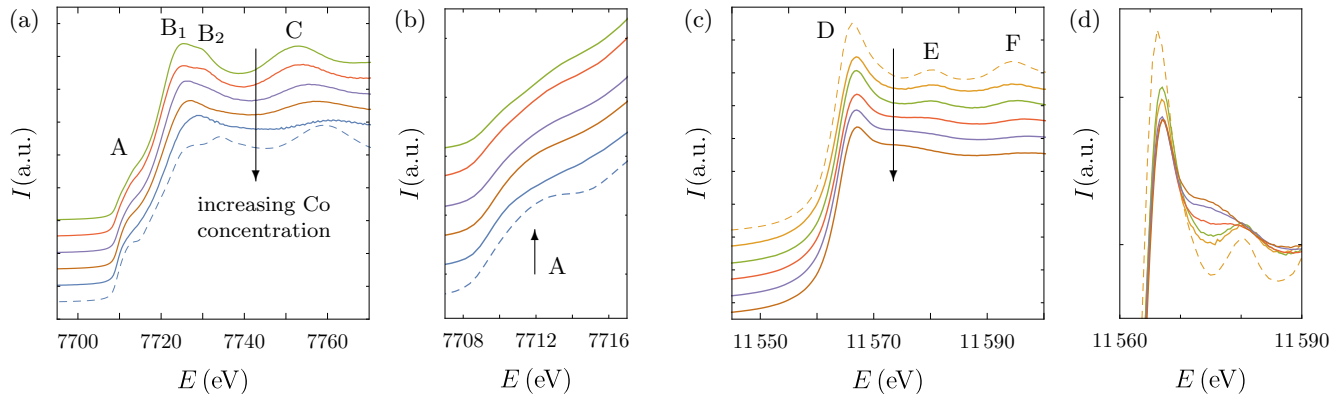 (a)
B₁
B₂
C
A
increasing Co
concentration
I (a.u.)
7700
7720
7740
7760
E (eV)
(b)
A
I (a.u.)
7708
7712
7716
E (eV)
(c)
D
E
F
I (a.u.)
11 550
11 570
11 590
E (eV)
(d)
I (a.u.)
11 560
11 590
E (eV)